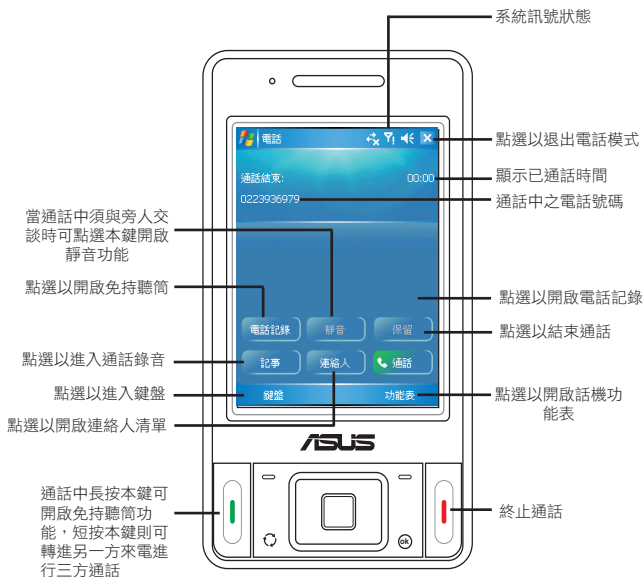 系統訊號狀態
電話
點選以退出電話模式
通話結束:
00:00
顯示已通話時間
0223936979
通話中之電話號碼
當通話中須與旁人交
談時可點選本鍵開啟
靜音功能
點選以開啟免持聽筒
點選以開啟電話記錄
電話記錄
靜音
保留
點選以結束通話
點選以進入通話錄音
記事
連絡人
通話
點選以進入鍵盤
鍵盤
功能表
點選以開啟話機功
能表
點選以開啟連絡人清單
ASUS
通話中長按本鍵可
開啟免持聽筒功
能，短按本鍵則可
轉進另一方來電進
行三方通話
ok
終止通話